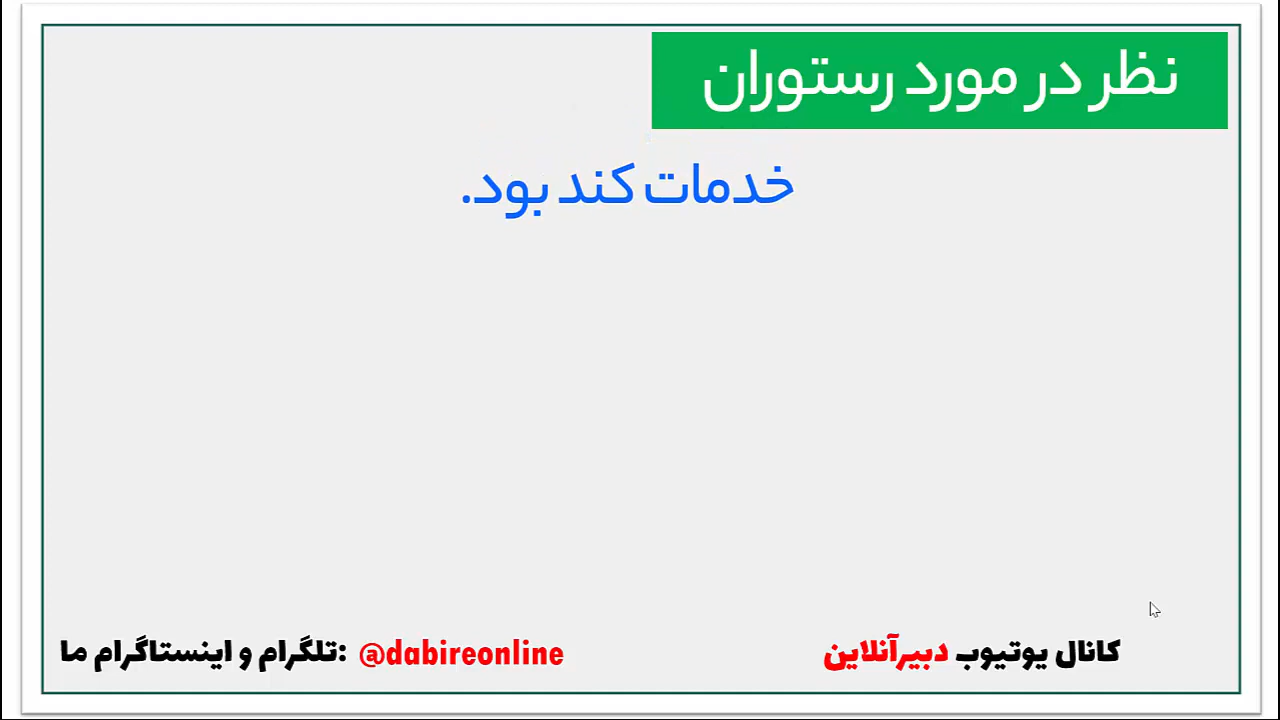 نظر در مورد رستوران
خدمات کند بود.
کانال یوتیوب دبیرآنلاین
تلگرام و اینستاگرام ما: @dabireonline